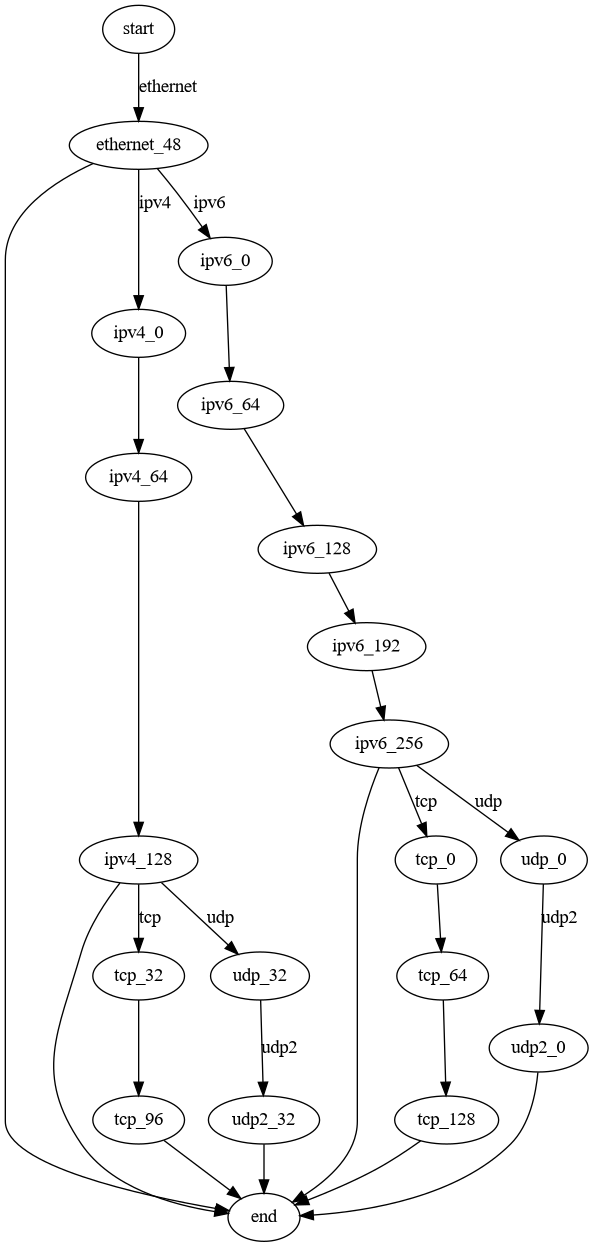 start
ethernet
ethernet_48
ipv4
ipv6
ipv6_0
ipv4_0
ipv6_64
ipv4_64
ipv6_128
ipv6_192
ipv6_256
tcp
udp
ipv4_128
tcp_0
udp_0
tcp
udp
udp2
tcp_32
udp_32
tcp_64
udp2
udp2_0
tcp_96
udp2_32
tcp_128
end